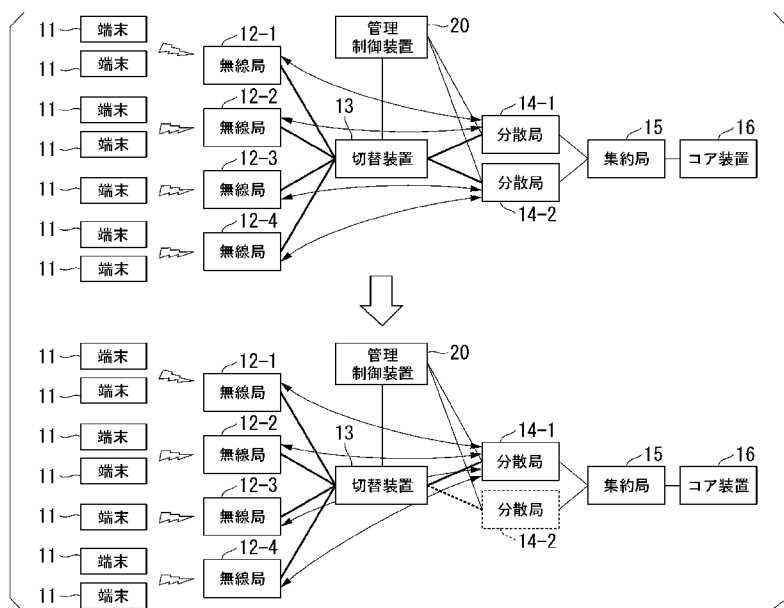 11 端末
11 端末
11 端末
11 端末
11 端末
11 端末
11 端末
12-1
無線局
12-2
無線局
12-3
無線局
12-4
無線局
20
管理
制御装置
13
切替装置
14-1
分散局
分散局
14-2
15
集約局
16
コア装置
11 端末
11 端末
11 端末
11 端末
11 端末
11 端末
11 端末
12-1
無線局
12-2
無線局
12-3
無線局
12-4
無線局
20
管理
制御装置
13
切替装置
14-1
分散局
分散局
14-2
15
集約局
16
コア装置